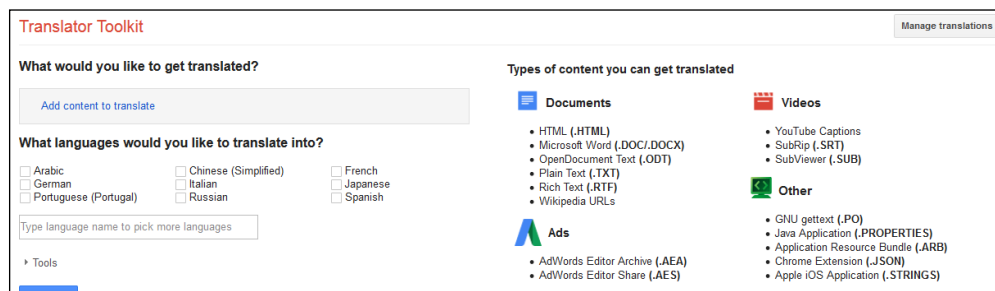 Translator Toolkit
Manage translations
What would you like to get translated?
Add content to translate
What languages would you like to translate into?
Arabic
Chinese (Simplified)
French
German
Italian
Japanese
Portuguese (Portugal)
Russian
Spanish
Type language name to pick more languages
Tools
Types of content you can get translated
Documents
• HTML (.HTML)
• Microsoft Word (.DOC/.DOCX)
• OpenDocument Text (.ODT)
• Plain Text (.TXT)
• Rich Text (.RTF)
• Wikipedia URLs
Ads
• AdWords Editor Archive (.AEA)
• AdWords Editor Share (.AES)
Videos
• YouTube Captions
• SubRip (.SRT)
• SubViewer (.SUB)
Other
• GNU gettext (.PO)
• Java Application (.PROPERTIES)
• Application Resource Bundle (.ARB)
• Chrome Extension (.JSON)
• Apple iOS Application (.STRINGS)